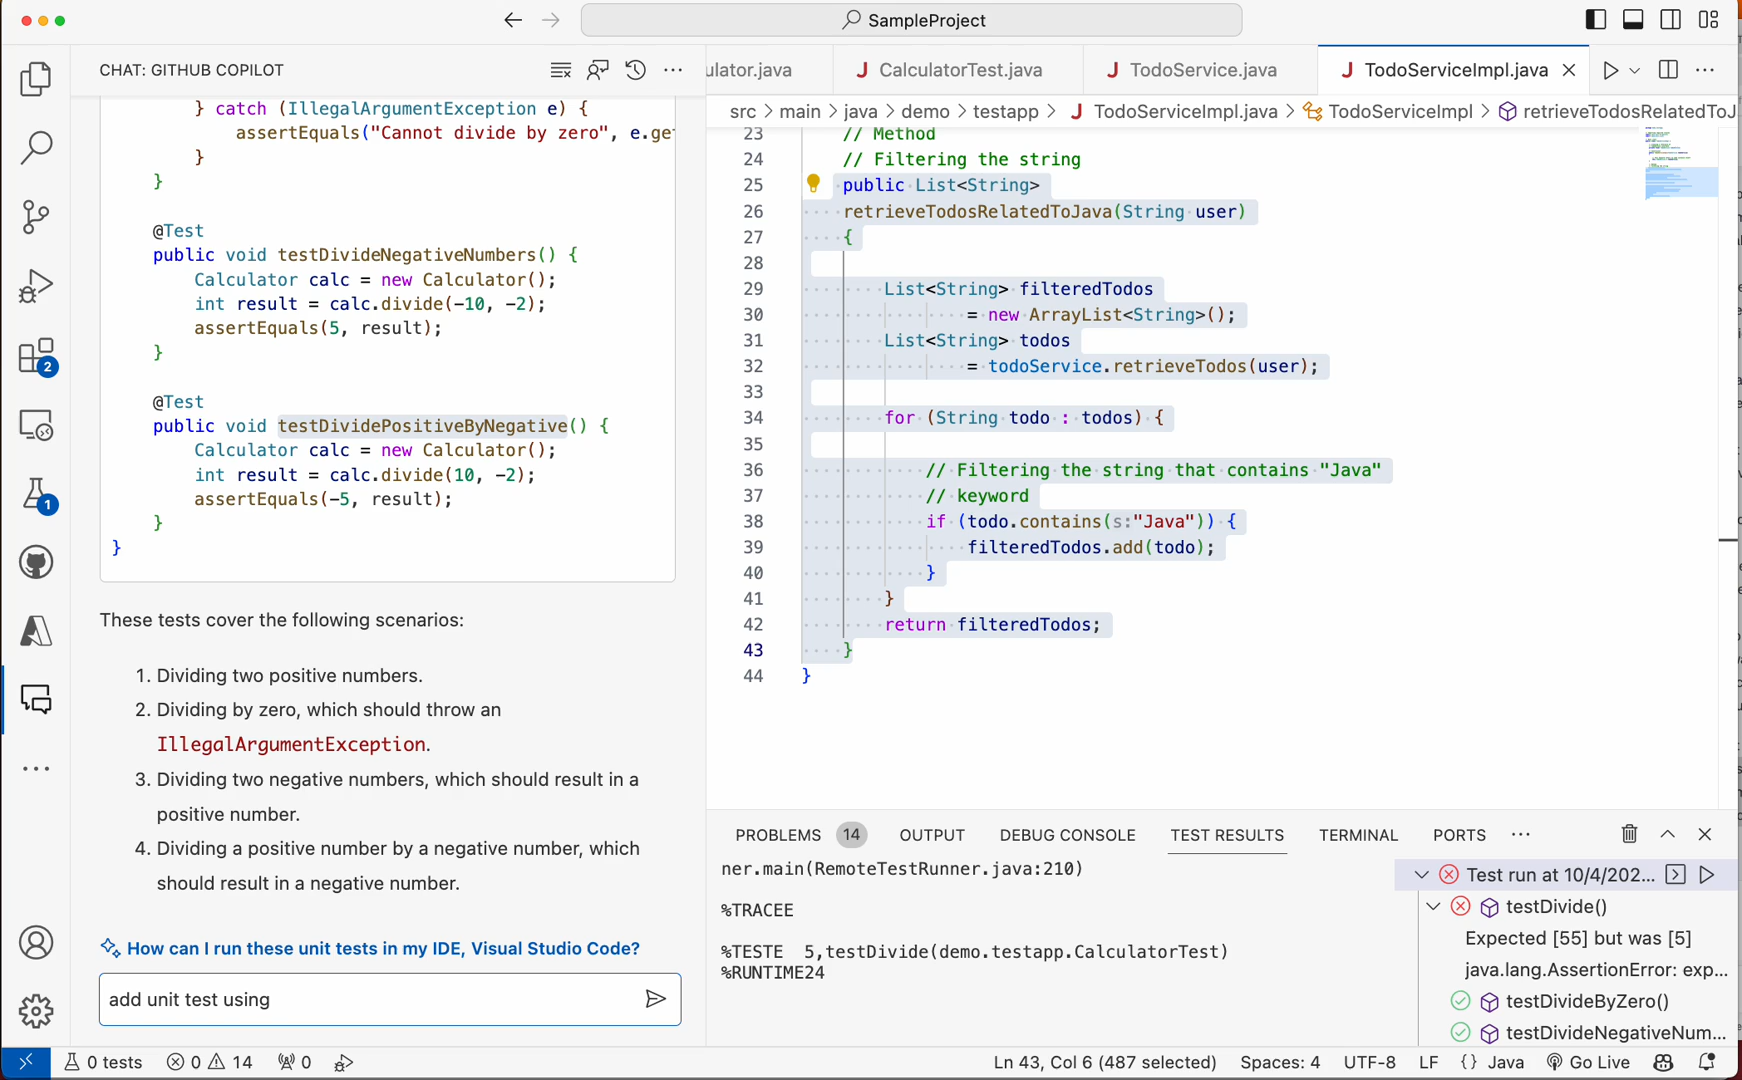 SampleProject
CHAT: GITHUB COPILOT
} catch (IllegalArgumentException e) {
assertEquals("Cannot divide by zero", e.ge
}
}
@Test
public void testDivideNegativeNumbers() {
Calculator calc = new Calculator();
int result = calc.divide(-10, -2);
assertEquals(5, result);
}
@Test
public void testDividePositiveByNegative() {
Calculator calc = new Calculator();
int result = calc.divide(10, -2);
assertEquals(-5, result);
}
}
These tests cover the following scenarios:
1. Dividing two positive numbers.
2. Dividing by zero, which should throw an
IllegalArgumentException.
3. Dividing two negative numbers, which should result in a
positive number.
4. Dividing a positive number by a negative number, which
should result in a negative number.
How can I run these unit tests in my IDE, Visual Studio Code?
add unit test using
2
1
ulator.java
J CalculatorTest.java
J TodoService.java
J TodoServiceImpl.java
src > main > java > demo > testapp > J TodoServiceImpl.java > TodoServiceImpl > retrieveTodosRelatedToJ
23 // Method
24 // Filtering the string
25 public List<String>
26 retrieveTodosRelatedToJava(String user)
27 {
28
29 List<String> filteredTodos
30 = new ArrayList<String>();
31 List<String> todos
32 = todoService.retrieveTodos(user);
33
34 for (String todo : todos) {
35
36 // Filtering the string that contains "Java"
37 // keyword
38 if (todo.contains(s:"Java")) {
39 filteredTodos.add(todo);
40 }
41 }
42 return filteredTodos;
43 }
44 }
PROBLEMS 14 OUTPUT DEBUG CONSOLE TEST RESULTS TERMINAL PORTS
ner.main(RemoteTestRunner.java:210)
%TRACEE
%TESTE 5,testDivide(demo.testapp.CalculatorTest)
%RUNTIME24
Test run at 10/4/202...
testDivide()
Expected [55] but was [5]
java.lang.AssertionError: exp...
testDivideByZero()
testDivideNegativeNum...
0 tests 0 14 0
Ln 43, Col 6 (487 selected) Spaces: 4 UTF-8 LF {} Java Go Live